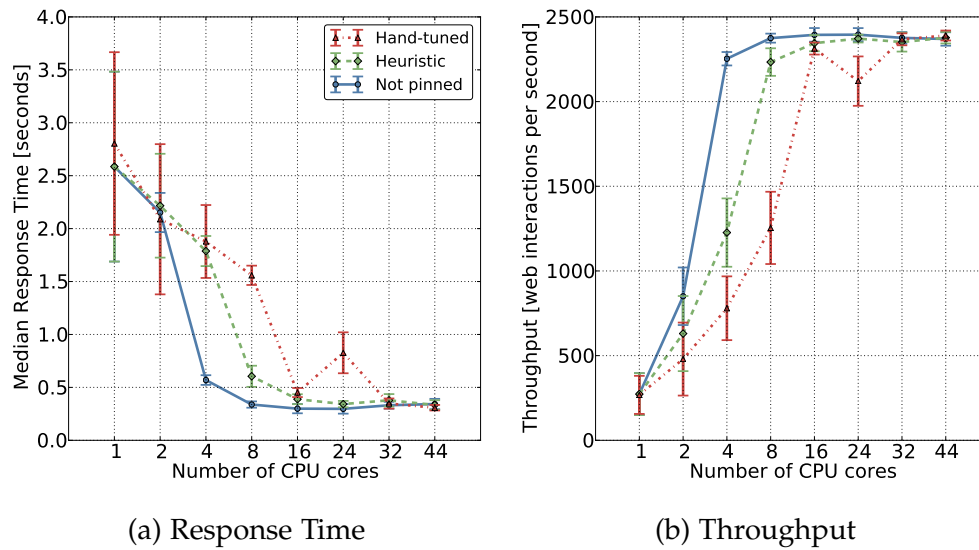 4.0
3.5
3.0
2.5
2.0
1.5
1.0
0.5
0.0
Median Response Time [seconds]
Hand-tuned
Heuristic
Not pinned
1 2 4 8 16 24 32 44
Number of CPU cores
(a) Response Time
2500
2000
1500
1000
500
0
Throughput [web interactions per second]
1 2 4 8 16 24 32 44
Number of CPU cores
(b) Throughput